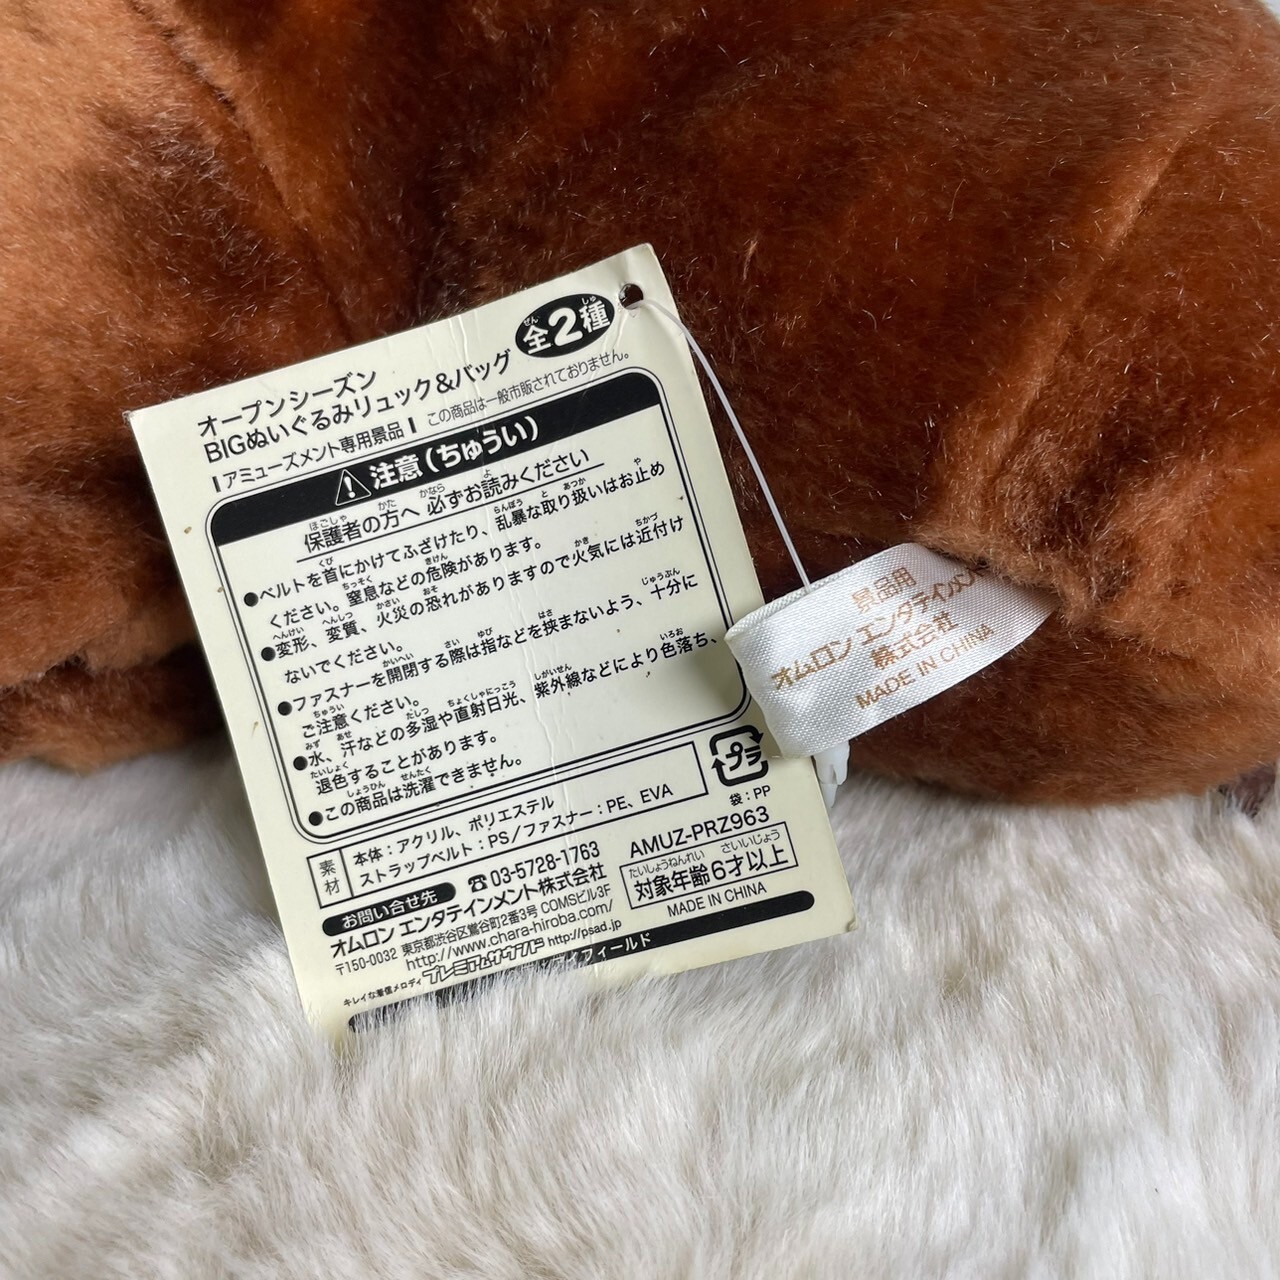 全2種
オープンシーズン
BIGぬいぐるみリュック&バッグ
アミューズメント専用景品 この商品は一般市販されておりません。
注意(ちゅうい)
保護者の方へ 必ずお読みください
●ベルトを首にかけてふざけたり、乱暴な取り扱いはお止め
ください。窒息などの危険があります。
●変形、変質、火災の恐れがありますので火気には近付け
ないでください。
●ファスナーを開閉する際は指などを挟まないよう、十分に
ご注意ください。
●水、汗などの多湿や直射日光、紫外線などにより色落ち、
退色することがあります。
●この商品は洗濯できません。
プラ
袋:PP
素材
本体:アクリル、ポリエステル
ストラップベルト:PS/ファスナー:PE、EVA
AMUZ-PRZ963
対象年齢6才以上
MADE IN CHINA
お問い合せ先 ☎03-5728-1763
オムロン エンタテインメント株式会社
〒150-0032 東京都渋谷区鶯谷町2番3号 COMSビル3F
http://www.chara-hiroba.com/
キレイな着信メロディ プレミアムサウンド http://psad.jp
景品用
オムロン エンタテインメント
株式会社
MADE IN CHINA